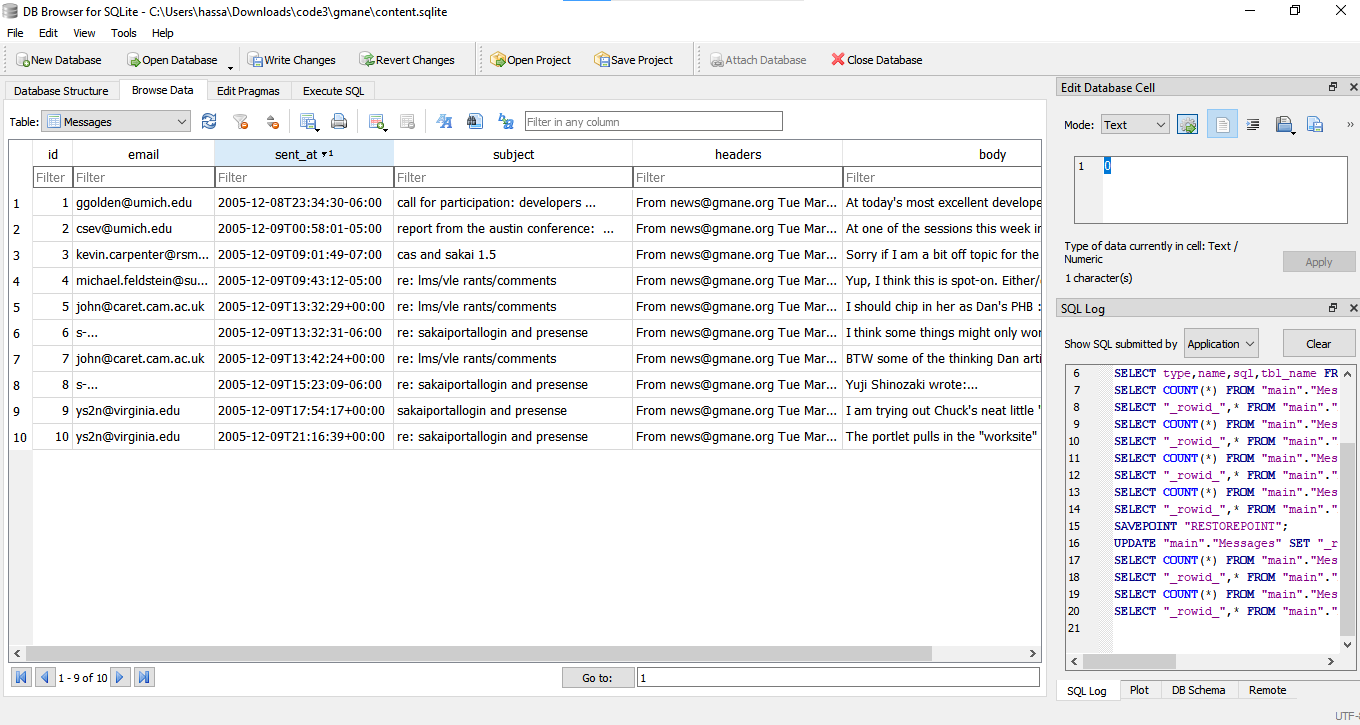 DB Browser for SQLite - C:\Users\hassa\Downloads\code3\gmane\content.sqlite
File Edit View Tools Help
New Database Open Database Write Changes Revert Changes Open Project Save Project Attach Database Close Database
Database Structure Browse Data Edit Pragmas Execute SQL
Table: Messages Filter in any column
id email sent_at 1 subject headers body
Filter Filter Filter Filter Filter Filter
1 1 ggolden@umich.edu 2005-12-08T23:34:30-06:00 call for participation: developers ... From news@gmane.org Tue Mar... At today's most excellent develope
2 2 csev@umich.edu 2005-12-09T00:58:01-05:00 report from the austin conference: ... From news@gmane.org Tue Mar... At one of the sessions this week in
3 3 kevin.carpenter@rsm... 2005-12-09T09:01:49-07:00 cas and sakai 1.5 From news@gmane.org Tue Mar... Sorry if I am a bit off topic for the
4 4 michael.feldstein@su... 2005-12-09T09:43:12-05:00 re: lms/vle rants/comments From news@gmane.org Tue Mar... Yup, I think this is spot-on. Either/
5 5 john@caret.cam.ac.uk 2005-12-09T13:32:29+00:00 re: lms/vle rants/comments From news@gmane.org Tue Mar... I should chip in her as Dan's PHB :
6 6 s-... 2005-12-09T13:32:31-06:00 re: sakaiportallogin and presense From news@gmane.org Tue Mar... I think some things might only wor
7 7 john@caret.cam.ac.uk 2005-12-09T13:42:24+00:00 re: lms/vle rants/comments From news@gmane.org Tue Mar... BTW some of the thinking Dan arti
8 8 s-... 2005-12-09T15:23:09-06:00 re: sakaiportallogin and presense From news@gmane.org Tue Mar... Yuji Shinozaki wrote:...
9 9 ys2n@virginia.edu 2005-12-09T17:54:17+00:00 sakaiportallogin and presense From news@gmane.org Tue Mar... I am trying out Chuck's neat little "
10 10 ys2n@virginia.edu 2005-12-09T21:16:39+00:00 re: sakaiportallogin and presense From news@gmane.org Tue Mar... The portlet pulls in the "worksite"
1 - 9 of 10 Go to: 1
Edit Database Cell
Mode: Text
1 0
Type of data currently in cell: Text /
Numeric
1 character(s)
Apply
SQL Log
Show SQL submitted by Application Clear
6 SELECT type,name,sql,tbl_name FR
7 SELECT COUNT(*) FROM "main"."Mes
8 SELECT "_rowid_",* FROM "main"."
9 SELECT COUNT(*) FROM "main"."Mes
10 SELECT "_rowid_",* FROM "main"."
11 SELECT COUNT(*) FROM "main"."Mes
12 SELECT "_rowid_",* FROM "main"."
13 SELECT COUNT(*) FROM "main"."Mes
14 SELECT "_rowid_",* FROM "main"."
15 SAVEPOINT "RESTOREPOINT";
16 UPDATE "main"."Messages" SET "_r
17 SELECT COUNT(*) FROM "main"."Mes
18 SELECT "_rowid_",* FROM "main"."
19 SELECT COUNT(*) FROM "main"."Mes
20 SELECT "_rowid_",* FROM "main"."
21
SQL Log Plot DB Schema Remote
UTF-8